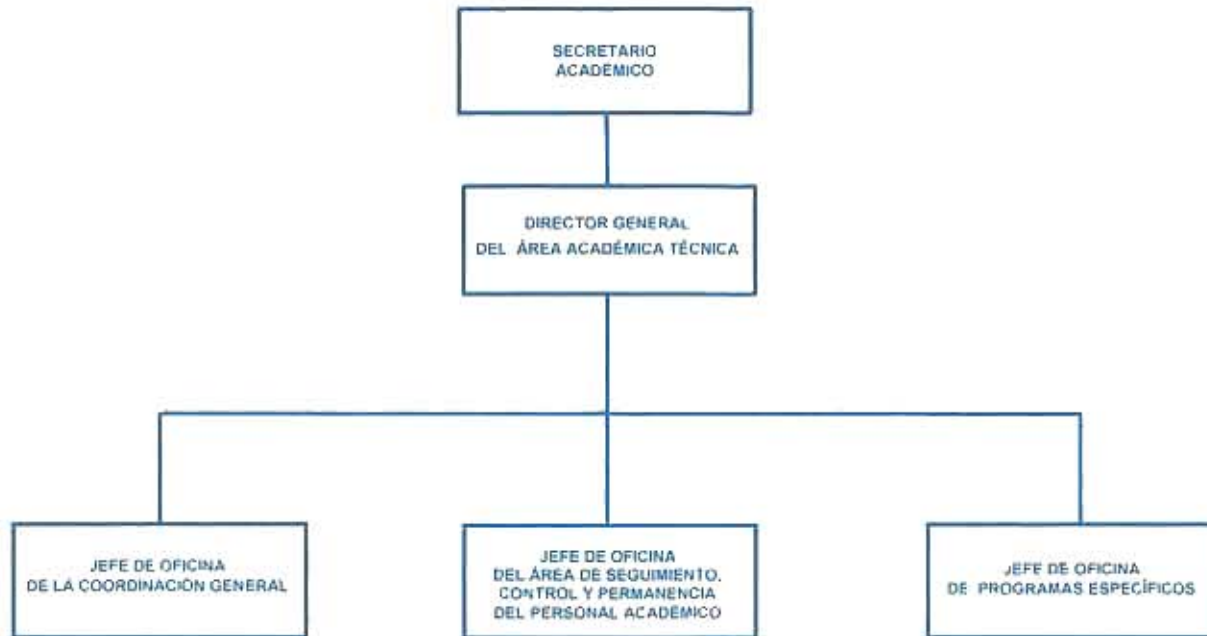 SECRETARIO
ACADÉMICO
DIRECTOR GENERAL
DEL ÁREA ACADÉMICA TÉCNICA
JEFE DE OFICINA
DE LA COORDINACIÓN GENERAL
JEFE DE OFICINA
DEL ÁREA DE SEGUIMIENTO,
CONTROL Y PERMANENCIA
DEL PERSONAL ACADÉMICO
JEFE DE OFICINA
DE PROGRAMAS ESPECÍFICOS